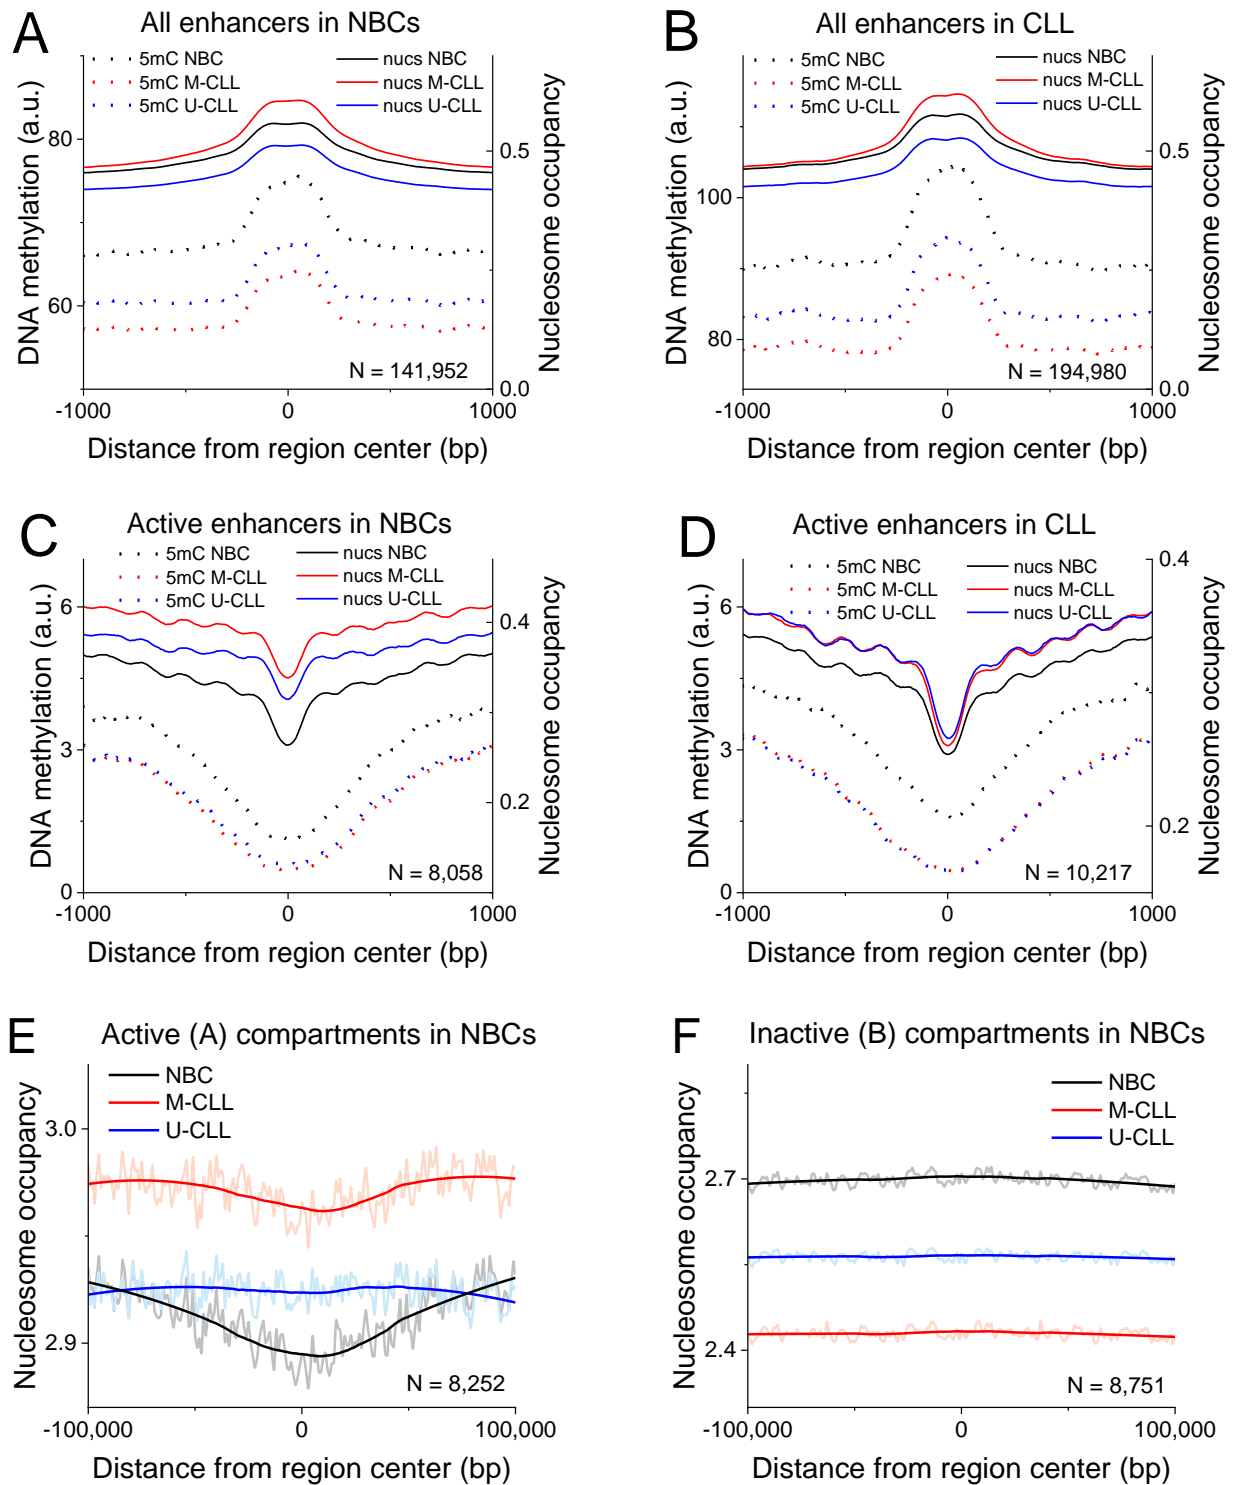 A
All enhancers in NBCs
5mC NBC
5mC M-CLL
5mC U-CLL
nucs NBC
nucs M-CLL
nucs U-CLL
DNA methylation (a.u.)
80
60
Nucleosome occupancy
0.5
0.0
N = 141,952
-1000
0
1000
Distance from region center (bp)
B
All enhancers in CLL
5mC NBC
5mC M-CLL
5mC U-CLL
nucs NBC
nucs M-CLL
nucs U-CLL
DNA methylation (a.u.)
100
80
Nucleosome occupancy
0.5
0.0
N = 194,980
-1000
0
1000
Distance from region center (bp)
C
Active enhancers in NBCs
5mC NBC
5mC M-CLL
5mC U-CLL
nucs NBC
nucs M-CLL
nucs U-CLL
DNA methylation (a.u.)
6
3
0
Nucleosome occupancy
0.4
0.2
N = 8,058
-1000
0
1000
Distance from region center (bp)
D
Active enhancers in CLL
5mC NBC
5mC M-CLL
5mC U-CLL
nucs NBC
nucs M-CLL
nucs U-CLL
DNA methylation (a.u.)
6
3
0
Nucleosome occupancy
0.4
0.2
N = 10,217
-1000
0
1000
Distance from region center (bp)
E
Active (A) compartments in NBCs
NBC
M-CLL
U-CLL
Nucleosome occupancy
3.0
2.9
N = 8,252
-100,000
0
100,000
Distance from region center (bp)
F
Inactive (B) compartments in NBCs
NBC
M-CLL
U-CLL
Nucleosome occupancy
2.7
2.4
N = 8,751
-100,000
0
100,000
Distance from region center (bp)